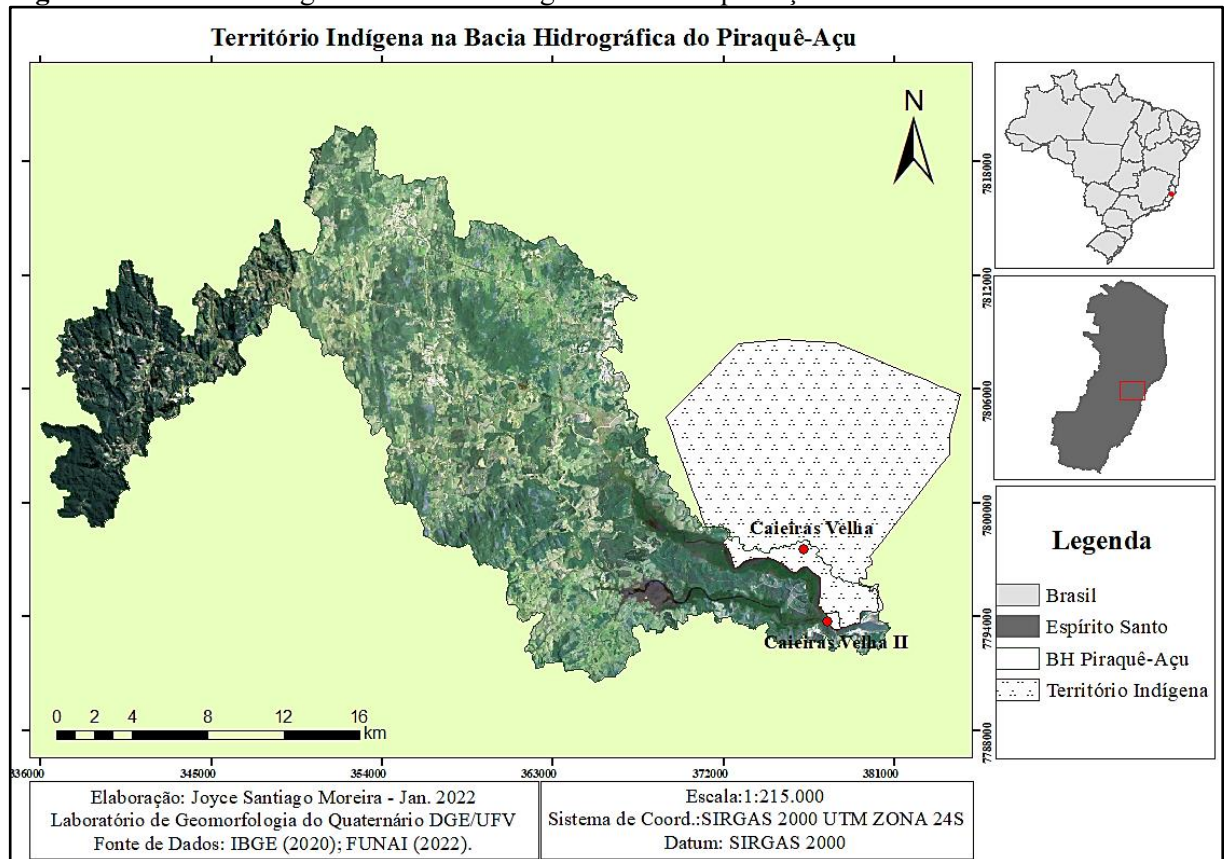 Território Indígena na Bacia Hidrográfica do Piraquê-Açu
N
7818000
7812000
7806000
7800000
7794000
7788000
Caieiras Velha
Caieiras Velha II
0 2 4 8 12 16
km
336000 345000 354000 363000 372000 381000
Legenda
Brasil
Espírito Santo
BH Piraquê-Açu
Território Indígena
Elaboração: Joyce Santiago Moreira - Jan. 2022
Laboratório de Geomorfologia do Quaternário DGE/UFV
Fonte de Dados: IBGE (2020); FUNAI (2022).
Escala:1:215.000
Sistema de Coord.:SIRGAS 2000 UTM ZONA 24S
Datum: SIRGAS 2000